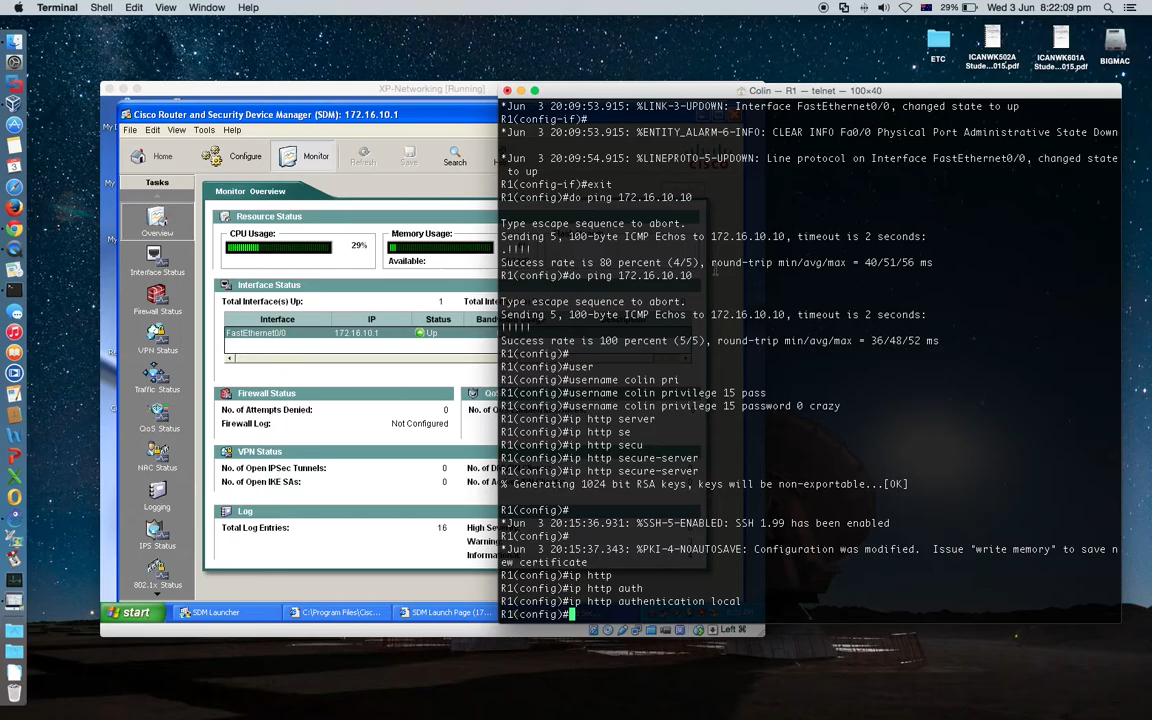 Terminal Shell Edit View Window Help
29% Wed 3 Jun 8:22:09 pm
ETC
ICANWK502A
Stude...015.pdf
ICANWK601A
Stude...015.pdf
BIGMAC
XP-Networking [Running]
Cisco Router and Security Device Manager (SDM): 172.16.10.1
File Edit View Tools Help
Home Configure Monitor Refresh Save Search
Tasks
Overview
Interface Status
Firewall Status
VPN Status
Traffic Status
QoS Status
NAC Status
Logging
IPS Status
802.1x Status
Monitor Overview
Resource Status
CPU Usage:
29%
Memory Usage:
Available:
Interface Status
Total Interface(s) Up: 1 Total Inte
Interface IP Status Band
FastEthernet0/0 172.16.10.1 Up
Firewall Status
No. of Attempts Denied: 0
Firewall Log: Not Configured
QoS
VPN Status
No. of Open IPSec Tunnels: 0
No. of Open IKE SAs: 0
Log
Total Log Entries: 16
High Seve
Warning
Informat
start SDM Launcher C:\Program Files\Cisc... SDM Launch Page (17...
Left ⌘
Colin — R1 — telnet — 100×40
*Jun  3 20:09:53.915: %LINK-3-UPDOWN: Interface FastEthernet0/0, changed state to up
R1(config-if)#
*Jun  3 20:09:53.915: %ENTITY_ALARM-6-INFO: CLEAR INFO Fa0/0 Physical Port Administrative State Down
*Jun  3 20:09:54.915: %LINEPROTO-5-UPDOWN: Line protocol on Interface FastEthernet0/0, changed state
to up
R1(config-if)#exit
R1(config)#do ping 172.16.10.10
Type escape sequence to abort.
Sending 5, 100-byte ICMP Echos to 172.16.10.10, timeout is 2 seconds:
.!!!!
Success rate is 80 percent (4/5), round-trip min/avg/max = 40/51/56 ms
R1(config)#do ping 172.16.10.10
Type escape sequence to abort.
Sending 5, 100-byte ICMP Echos to 172.16.10.10, timeout is 2 seconds:
!!!!!
Success rate is 100 percent (5/5), round-trip min/avg/max = 36/48/52 ms
R1(config)#
R1(config)#user
R1(config)#username colin pri
R1(config)#username colin privilege 15 pass
R1(config)#username colin privilege 15 password 0 crazy
R1(config)#ip http server
R1(config)#ip http se
R1(config)#ip http secu
R1(config)#ip http secure-server
R1(config)#ip http secure-server
% Generating 1024 bit RSA keys, keys will be non-exportable...[OK]
R1(config)#
*Jun  3 20:15:36.931: %SSH-5-ENABLED: SSH 1.99 has been enabled
R1(config)#
*Jun  3 20:15:37.343: %PKI-4-NOAUTOSAVE: Configuration was modified.  Issue "write memory" to save n
ew certificate
R1(config)#ip http
R1(config)#ip http auth
R1(config)#ip http authentication local
R1(config)#